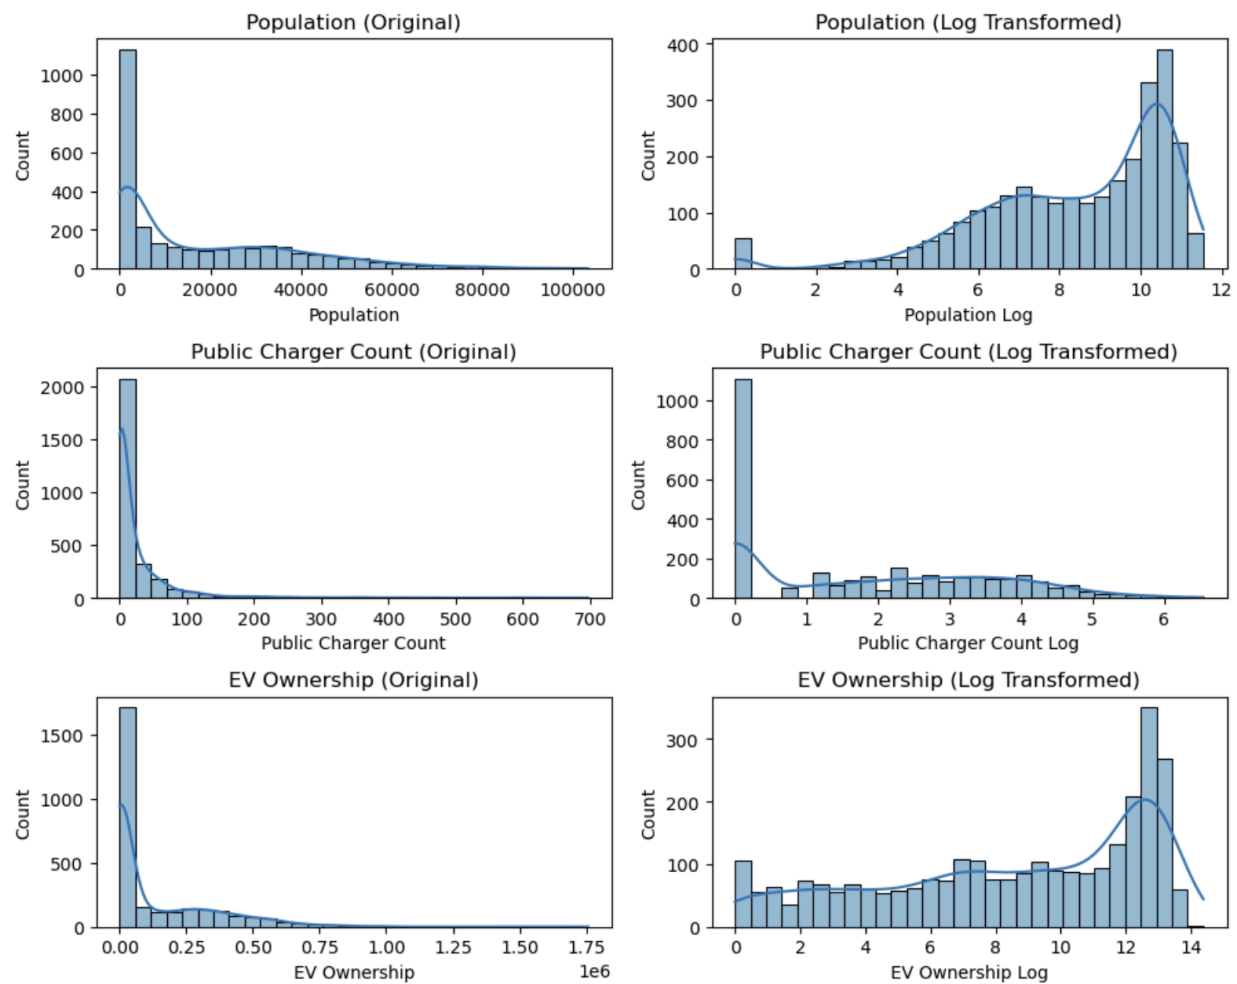 Population (Original)
Count
1000
800
600
400
200
0
0 20000 40000 60000 80000 100000
Population
Population (Log Transformed)
Count
400
300
200
100
0
0 2 4 6 8 10 12
Population Log
Public Charger Count (Original)
Count
2000
1500
1000
500
0
0 100 200 300 400 500 600 700
Public Charger Count
Public Charger Count (Log Transformed)
Count
1000
800
600
400
200
0
0 1 2 3 4 5 6
Public Charger Count Log
EV Ownership (Original)
Count
1500
1000
500
0
0.00 0.25 0.50 0.75 1.00 1.25 1.50 1.75
1e6
EV Ownership
EV Ownership (Log Transformed)
Count
300
200
100
0
0 2 4 6 8 10 12 14
EV Ownership Log